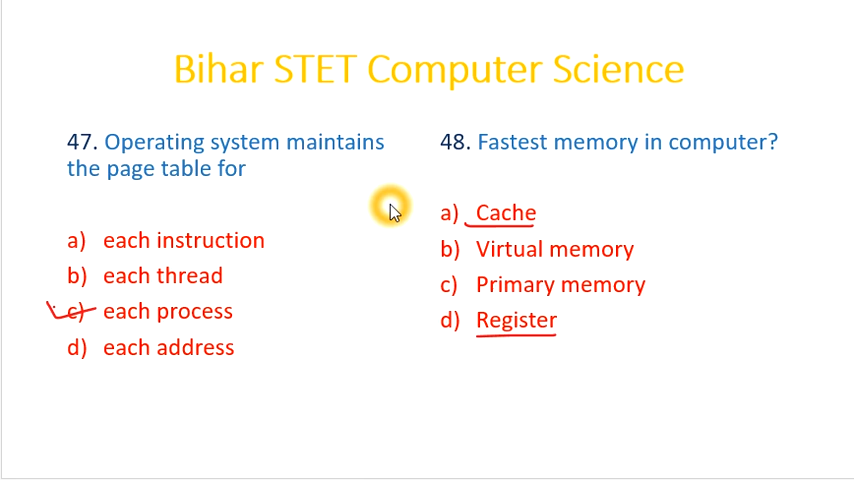 Bihar STET Computer Science
47. Operating system maintains
the page table for
a) each instruction
b) each thread
c) each process
d) each address
48. Fastest memory in computer?
a) Cache
b) Virtual memory
c) Primary memory
d) Register